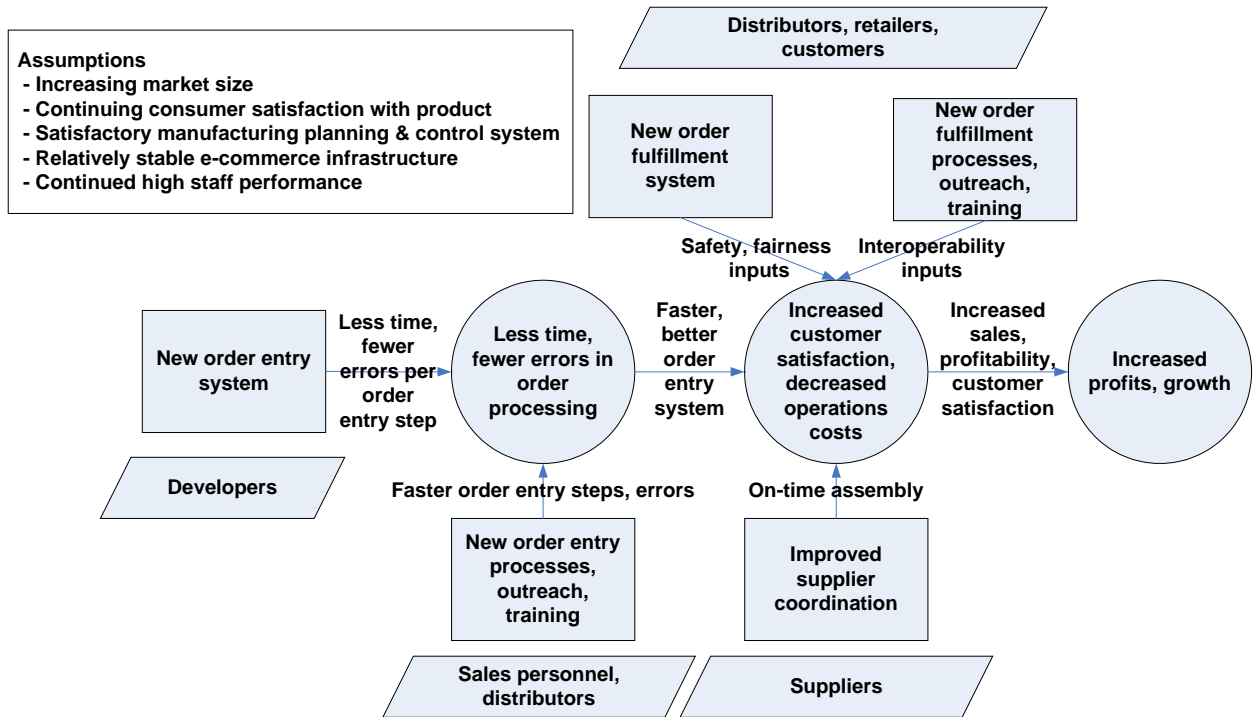 Assumptions
- Increasing market size
- Continuing consumer satisfaction with product
- Satisfactory manufacturing planning & control system
- Relatively stable e-commerce infrastructure
- Continued high staff performance
Distributors, retailers,
customers
New order
fulfillment
system
New order
fulfillment
processes,
outreach,
training
Safety, fairness
inputs
Interoperability
inputs
New order entry
system
Less time,
fewer
errors per
order
entry step
Less time,
fewer errors in
order
processing
Faster,
better
order
entry
system
Increased
customer
satisfaction,
decreased
operations
costs
Increased
sales,
profitability,
customer
satisfaction
Increased
profits, growth
Developers
Faster order entry steps, errors
On-time assembly
New order entry
processes,
outreach,
training
Improved
supplier
coordination
Sales personnel,
distributors
Suppliers